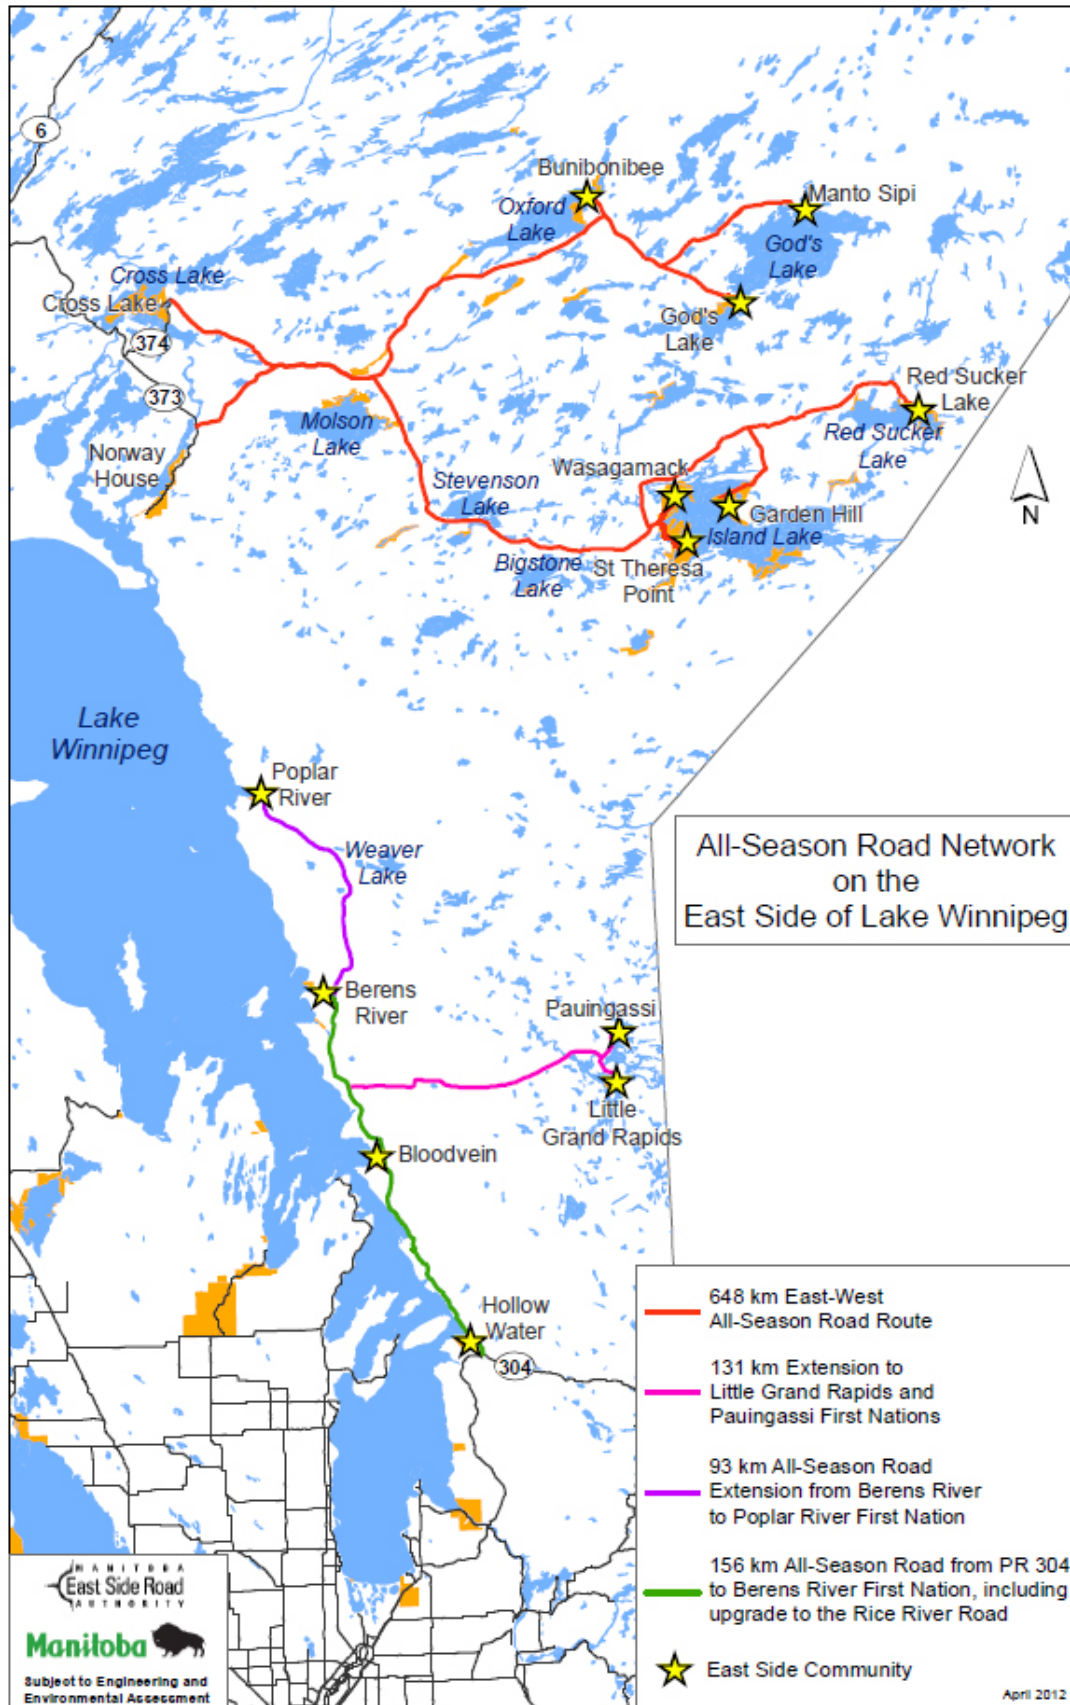 6
Bunibonibee
Manto Sipi
Oxford
Lake
God's
Lake
Cross Lake
Cross Lake
God's
Lake
374
373
Red Sucker
Lake
Molson
Lake
Red Sucker
Lake
Norway
House
Wasagamack
Stevenson
Lake
Garden Hill
N
Island Lake
Bigstone
Lake
St Theresa
Point
Lake
Winnipeg
Poplar
River
Weaver
Lake
All-Season Road Network
on the
East Side of Lake Winnipeg
Berens
River
Pauingassi
Little
Grand Rapids
Bloodvein
Hollow
Water
304
648 km East-West
All-Season Road Route
131 km Extension to
Little Grand Rapids and
Pauingassi First Nations
93 km All-Season Road
Extension from Berens River
to Poplar River First Nation
156 km All-Season Road from PR 304
to Berens River First Nation, including
upgrade to the Rice River Road
East Side Community
MANITOBA
East Side Road
AUTHORITY
Manitoba
Subject to Engineering and
Environmental Assessment
April 2012